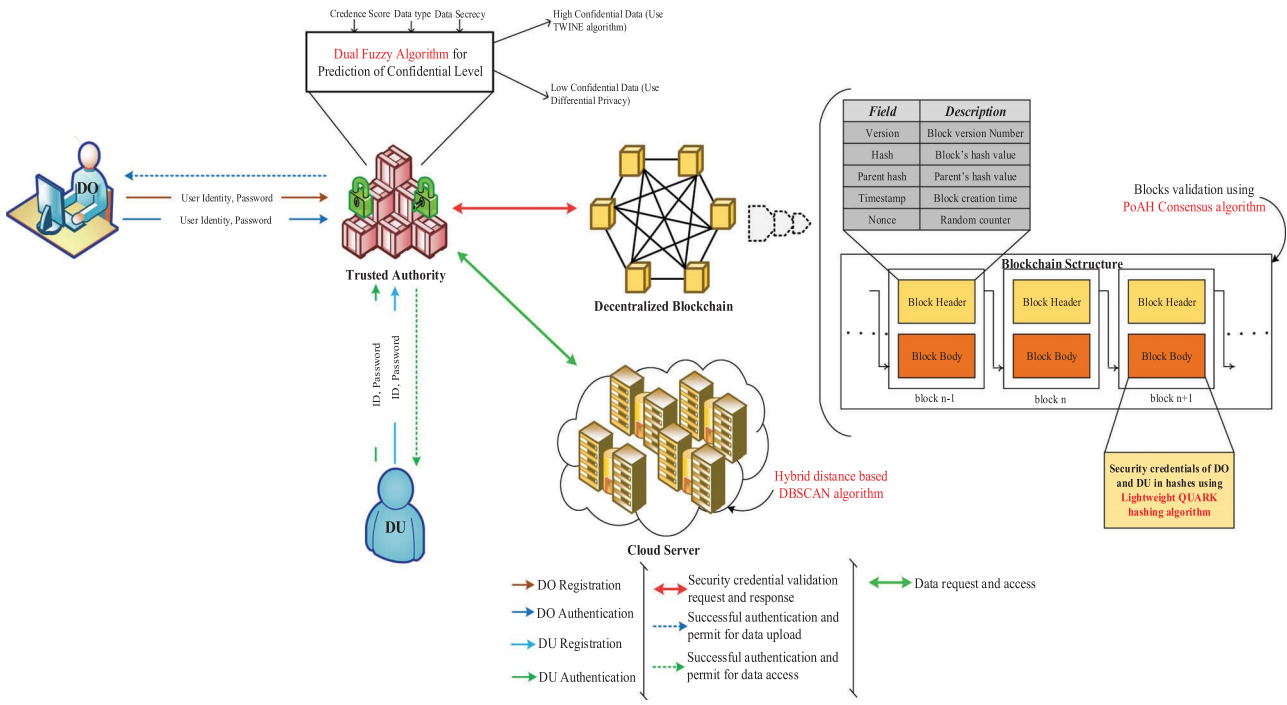 Credence Score Data type Data Secrecy
Dual Fuzzy Algorithm for
Prediction of Confidential Level
High Confidential Data (Use
TWINE algorithm)
Low Confidential Data (Use
Differential Privacy)
DO
User Identity, Password
User Identity, Password
Trusted Authority
ID, Password
ID, Password
DU
Decentralized Blockchain
Cloud Server
Hybrid distance based
DBSCAN algorithm
Field Description
Version Block version Number
Hash Block's hash value
Parent hash Parent's hash value
Timestamp Block creation time
Nonce Random counter
Blocks validation using
PoAH Consensus algorithm
Blockchain Sctructure
Block Header Block Header Block Header
. . . . . . . . . .
Block Body Block Body Block Body
block n-1 block n block n+1
Security credentials of DO
and DU in hashes using
Lightweight QUARK
hashing algorithm
DO Registration
DO Authentication
DU Registration
DU Authentication
Security credential validation
request and response
Successful authentication and
permit for data upload
Successful authentication and
permit for data access
Data request and access